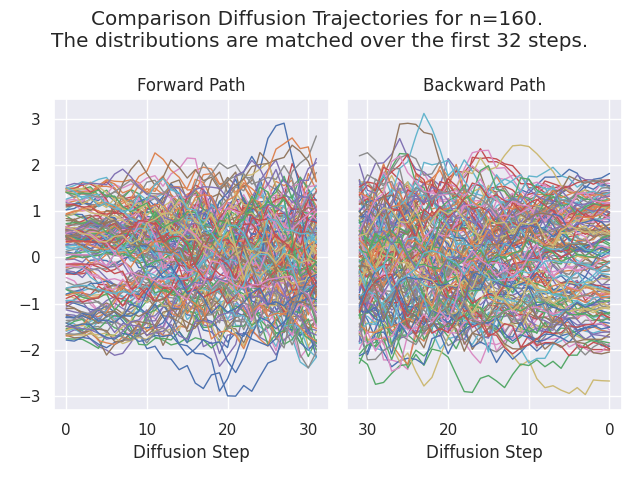 Comparison Diffusion Trajectories for n=160.
The distributions are matched over the first 32 steps.
Forward Path
Backward Path
3
2
1
0
−1
−2
−3
0 10 20 30
30 20 10 0
Diffusion Step
Diffusion Step